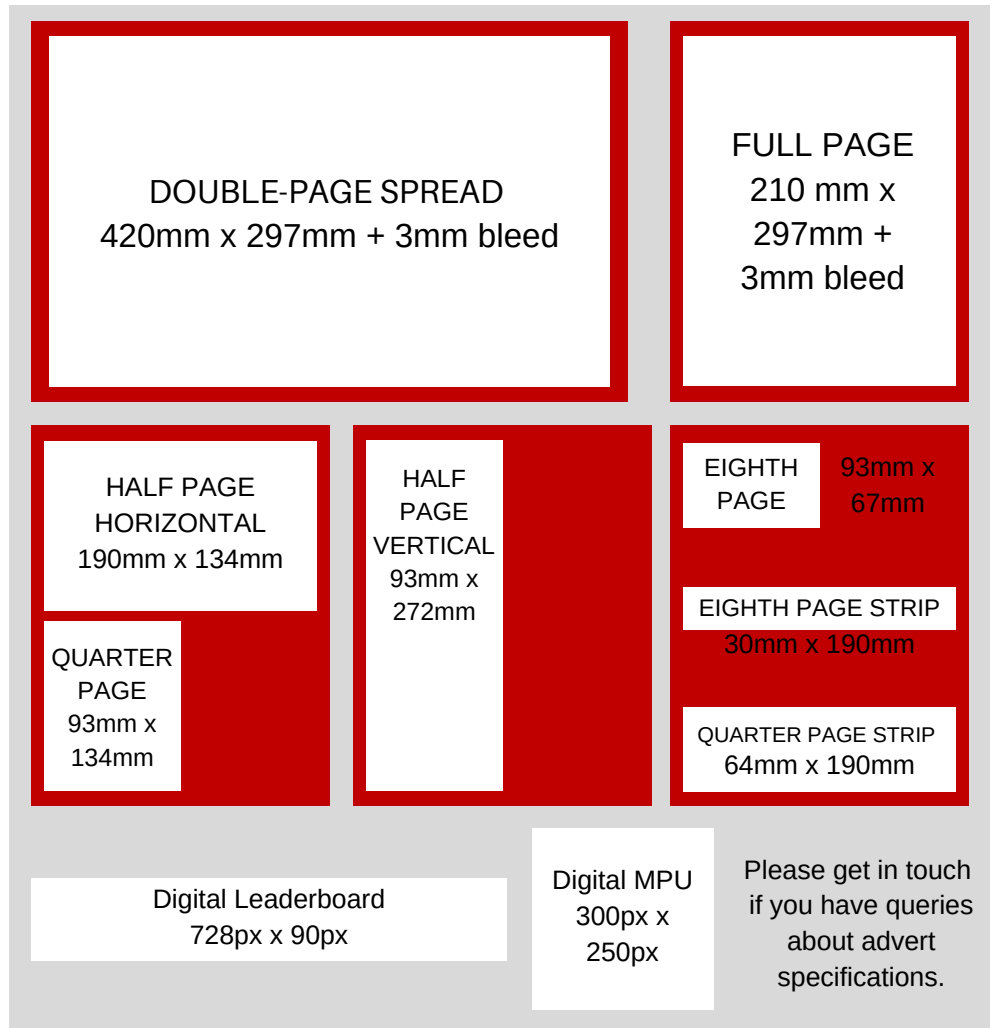 DOUBLE-PAGE SPREAD
420mm x 297mm + 3mm bleed
FULL PAGE
210 mm x
297mm +
3mm bleed
HALF PAGE
HORIZONTAL
190mm x 134mm
QUARTER
PAGE
93mm x
134mm
HALF
PAGE
VERTICAL
93mm x
272mm
EIGHTH
PAGE
93mm x
67mm
EIGHTH PAGE STRIP
30mm x 190mm
QUARTER PAGE STRIP
64mm x 190mm
Digital Leaderboard
728px x 90px
Digital MPU
300px x
250px
Please get in touch
if you have queries
about advert
specifications.